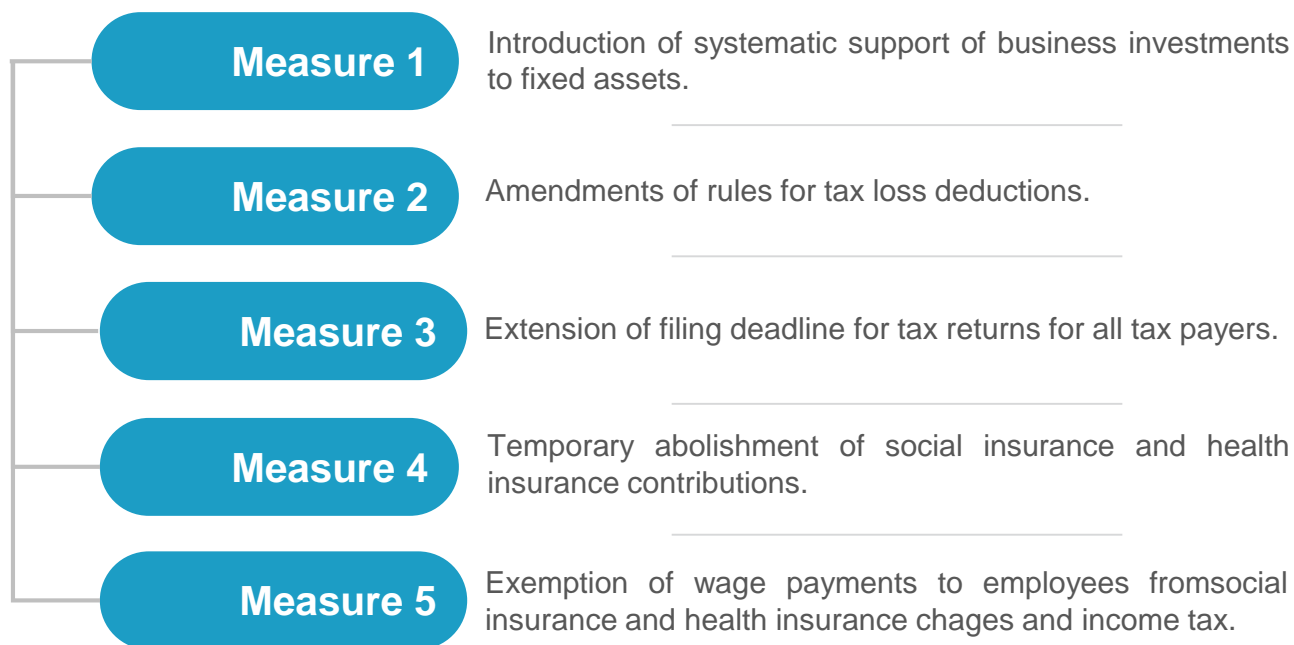 Measure 1
Introduction of systematic support of business investments
to fixed assets.
Measure 2
Amendments of rules for tax loss deductions.
Measure 3
Extension of filing deadline for tax returns for all tax payers.
Measure 4
Temporary abolishment of social insurance and health
insurance contributions.
Measure 5
Exemption of wage payments to employees fromsocial
insurance and health insurance chages and income tax.